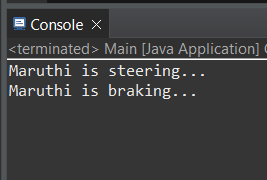 Console
<terminated> Main [Java Application]
Maruthi is steering...
Maruthi is braking...